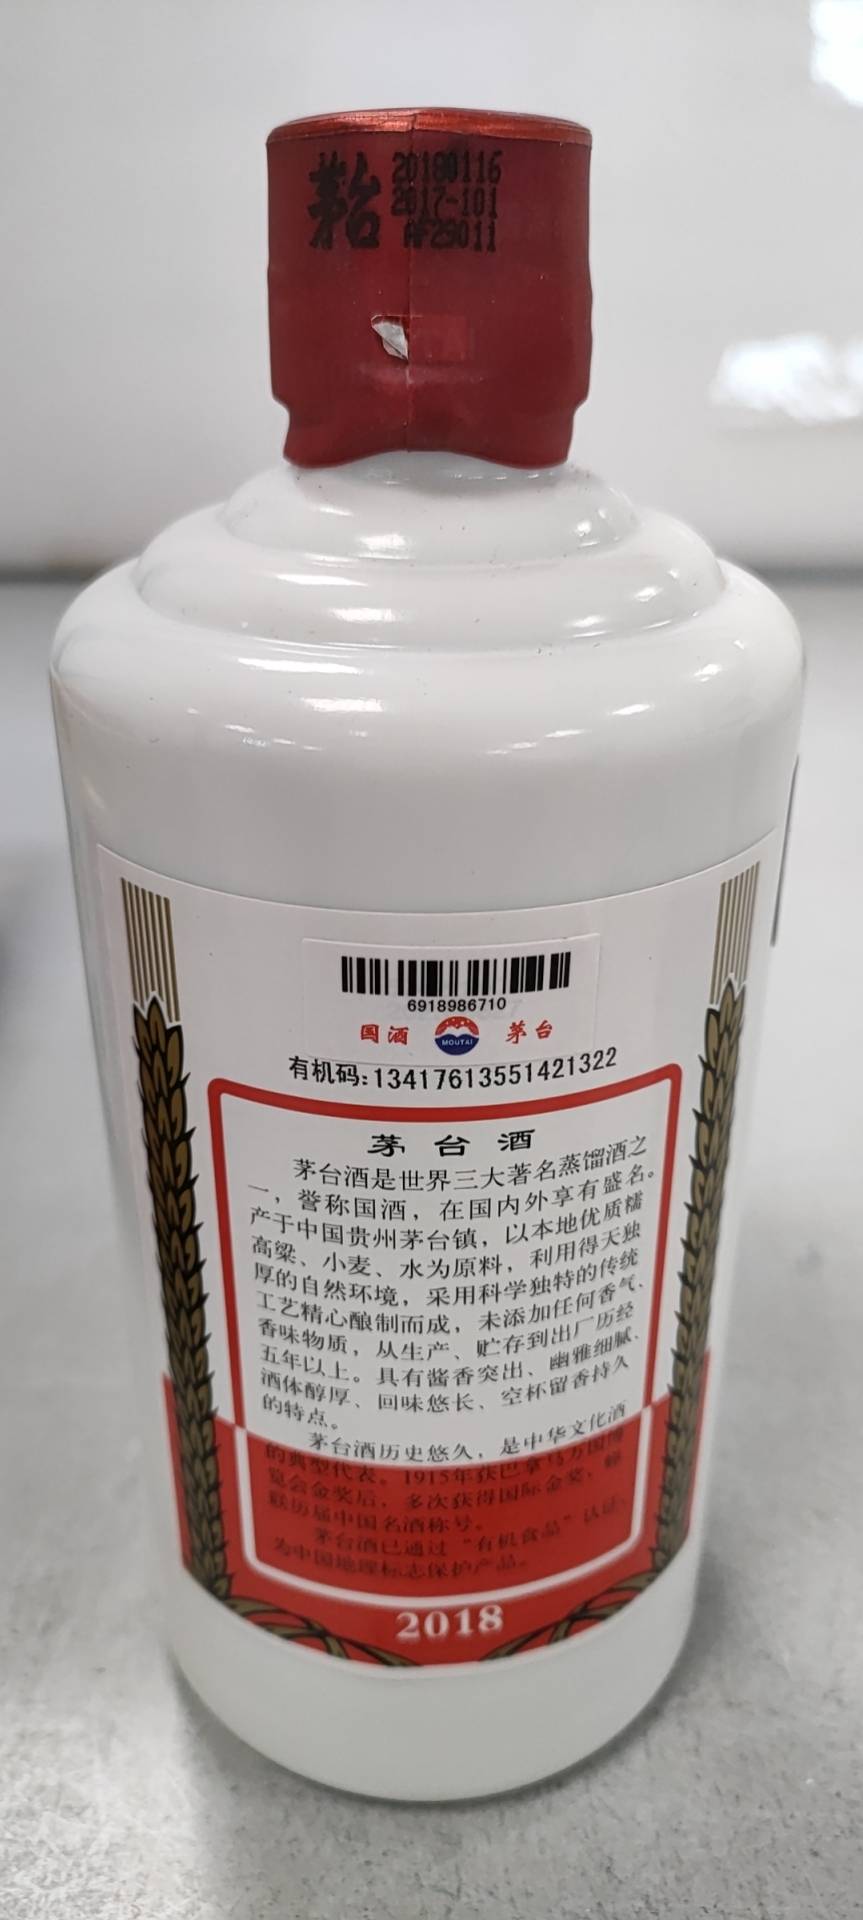 茅台
20180116
2017-101
AF29011
6918986710
国酒 MOUTAI 茅台
有机码:13417613551421322
茅台酒
茅台酒是世界三大著名蒸馏酒之
一，誉称国酒，在国内外享有盛名。
产于中国贵州茅台镇，以本地优质糯
高粱、小麦、水为原料，利用得天独
厚的自然环境，采用科学独特的传统
工艺精心酿制而成，未添加任何香气、
香味物质，从生产、贮存到出厂历经
五年以上。具有酱香突出、幽雅细腻、
酒体醇厚、回味悠长、空杯留香持久
的特点。
茅台酒历史悠久，是中华文化酒
的典型代表。1915年获巴拿马万国博
览会金奖后，多次获得国际金奖，蝉
联历届中国名酒称号。
茅台酒已通过“有机食品”认证，
为中国地理标志保护产品。
2018